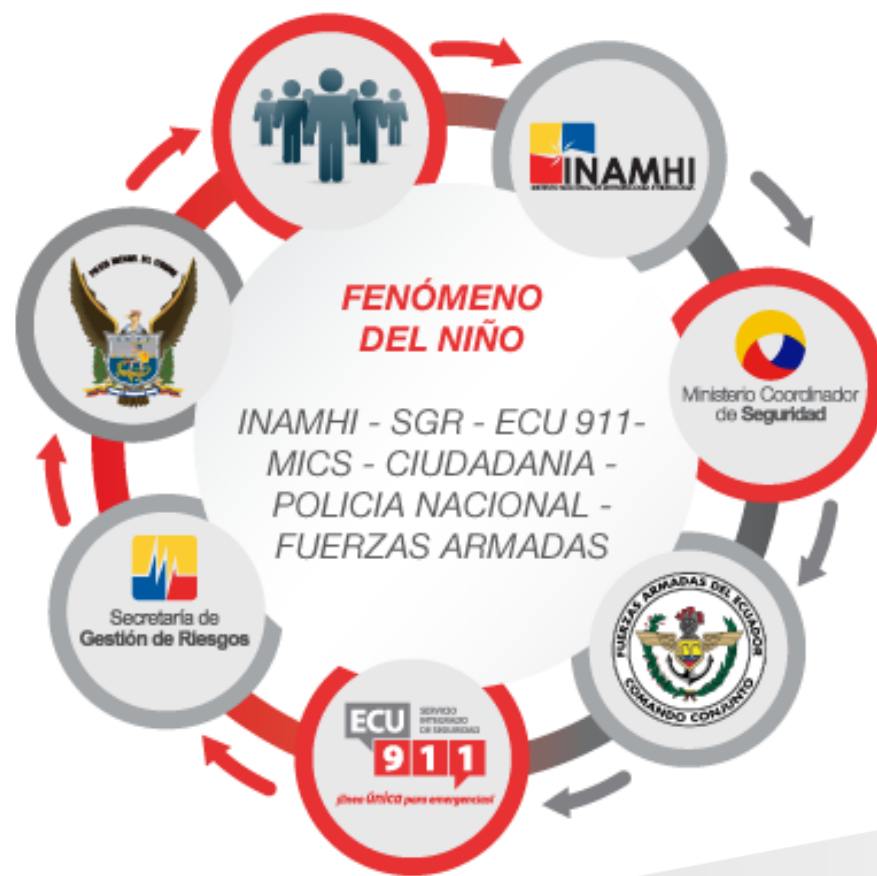 INAMHI
FENÓMENO
DEL NIÑO
INAMHI - SGR - ECU 911-
MICS - CIUDADANIA -
POLICIA NACIONAL -
FUERZAS ARMADAS
Ministerio Coordinador
de Seguridad
FUERZAS ARMADAS DEL ECUADOR
COMANDO CONJUNTO
Secretaría de
Gestión de Riesgos
ECU
SERVICIO
INTEGRADO
DE SEGURIDAD
911
¡línea única para emergencias!